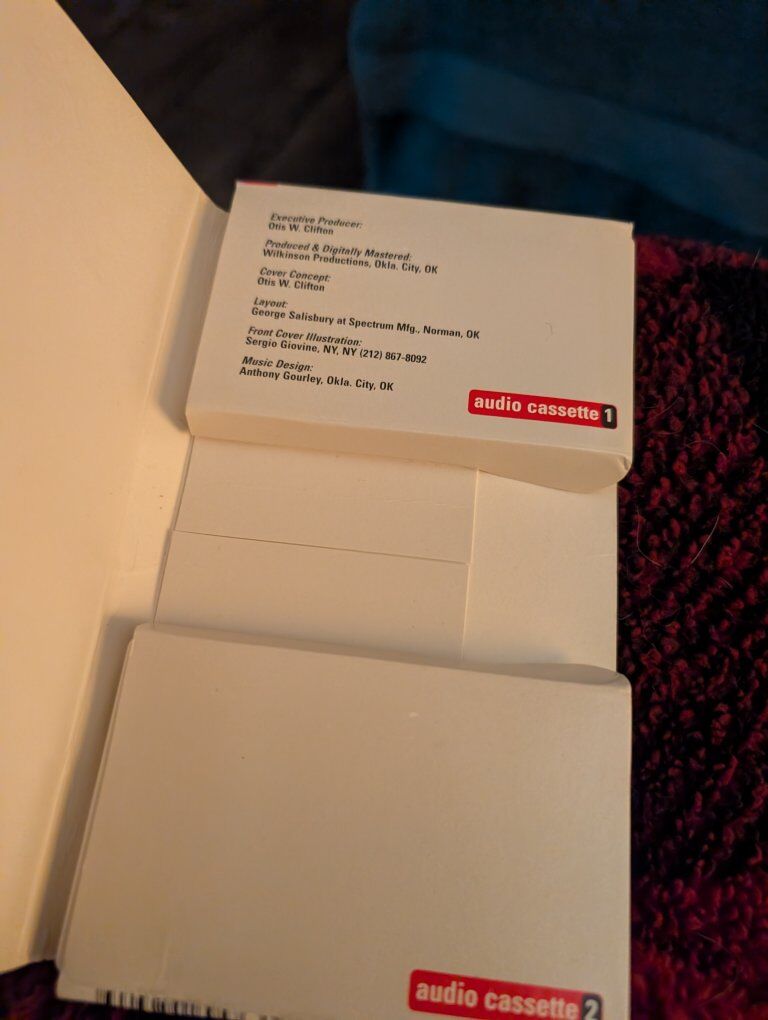 Executive Producer:
Otis W. Clifton
Produced & Digitally Mastered:
Wilkinson Productions, Okla. City, OK
Cover Concept:
Otis W. Clifton
Layout:
George Salisbury at Spectrum Mfg., Norman, OK
Front Cover Illustration:
Sergio Giovine, NY, NY (212) 867-8092
Music Design:
Anthony Gourley, Okla. City, OK
audio cassette 1
audio cassette 2